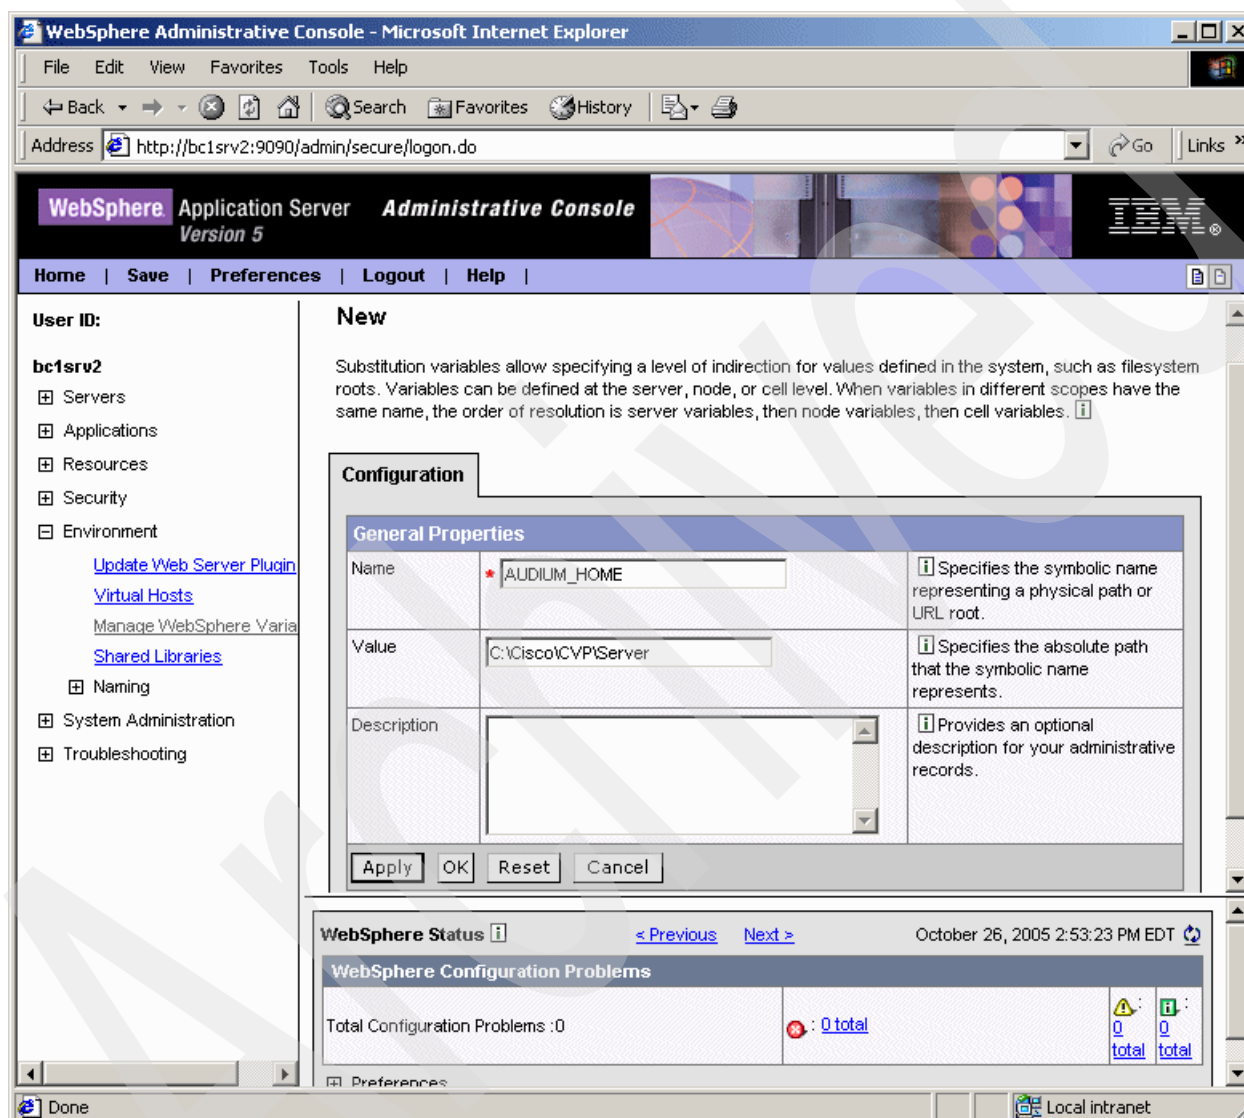 WebSphere Administrative Console - Microsoft Internet Explorer
File Edit View Favorites Tools Help
Back Search Favorites History
Address http://bc1srv2:9090/admin/secure/logon.do Go Links »
WebSphere. Application Server Administrative Console
Version 5
IBM®
Home | Save | Preferences | Logout | Help |
User ID:
bc1srv2
Servers
Applications
Resources
Security
Environment
Update Web Server Plugin
Virtual Hosts
Manage WebSphere Varia
Shared Libraries
Naming
System Administration
Troubleshooting
New
Substitution variables allow specifying a level of indirection for values defined in the system, such as filesystem
roots. Variables can be defined at the server, node, or cell level. When variables in different scopes have the
same name, the order of resolution is server variables, then node variables, then cell variables. i
Configuration
General Properties
Name * AUDIUM_HOME
i Specifies the symbolic name
representing a physical path or
URL root.
Value C:\Cisco\CVP\Server
i Specifies the absolute path
that the symbolic name
represents.
Description
i Provides an optional
description for your administrative
records.
Apply OK Reset Cancel
WebSphere Status i < Previous Next > October 26, 2005 2:53:23 PM EDT
WebSphere Configuration Problems
Total Configuration Problems :0
: 0 total
: 0 total
: 0 total
Preferences
Done
Local intranet
Archived